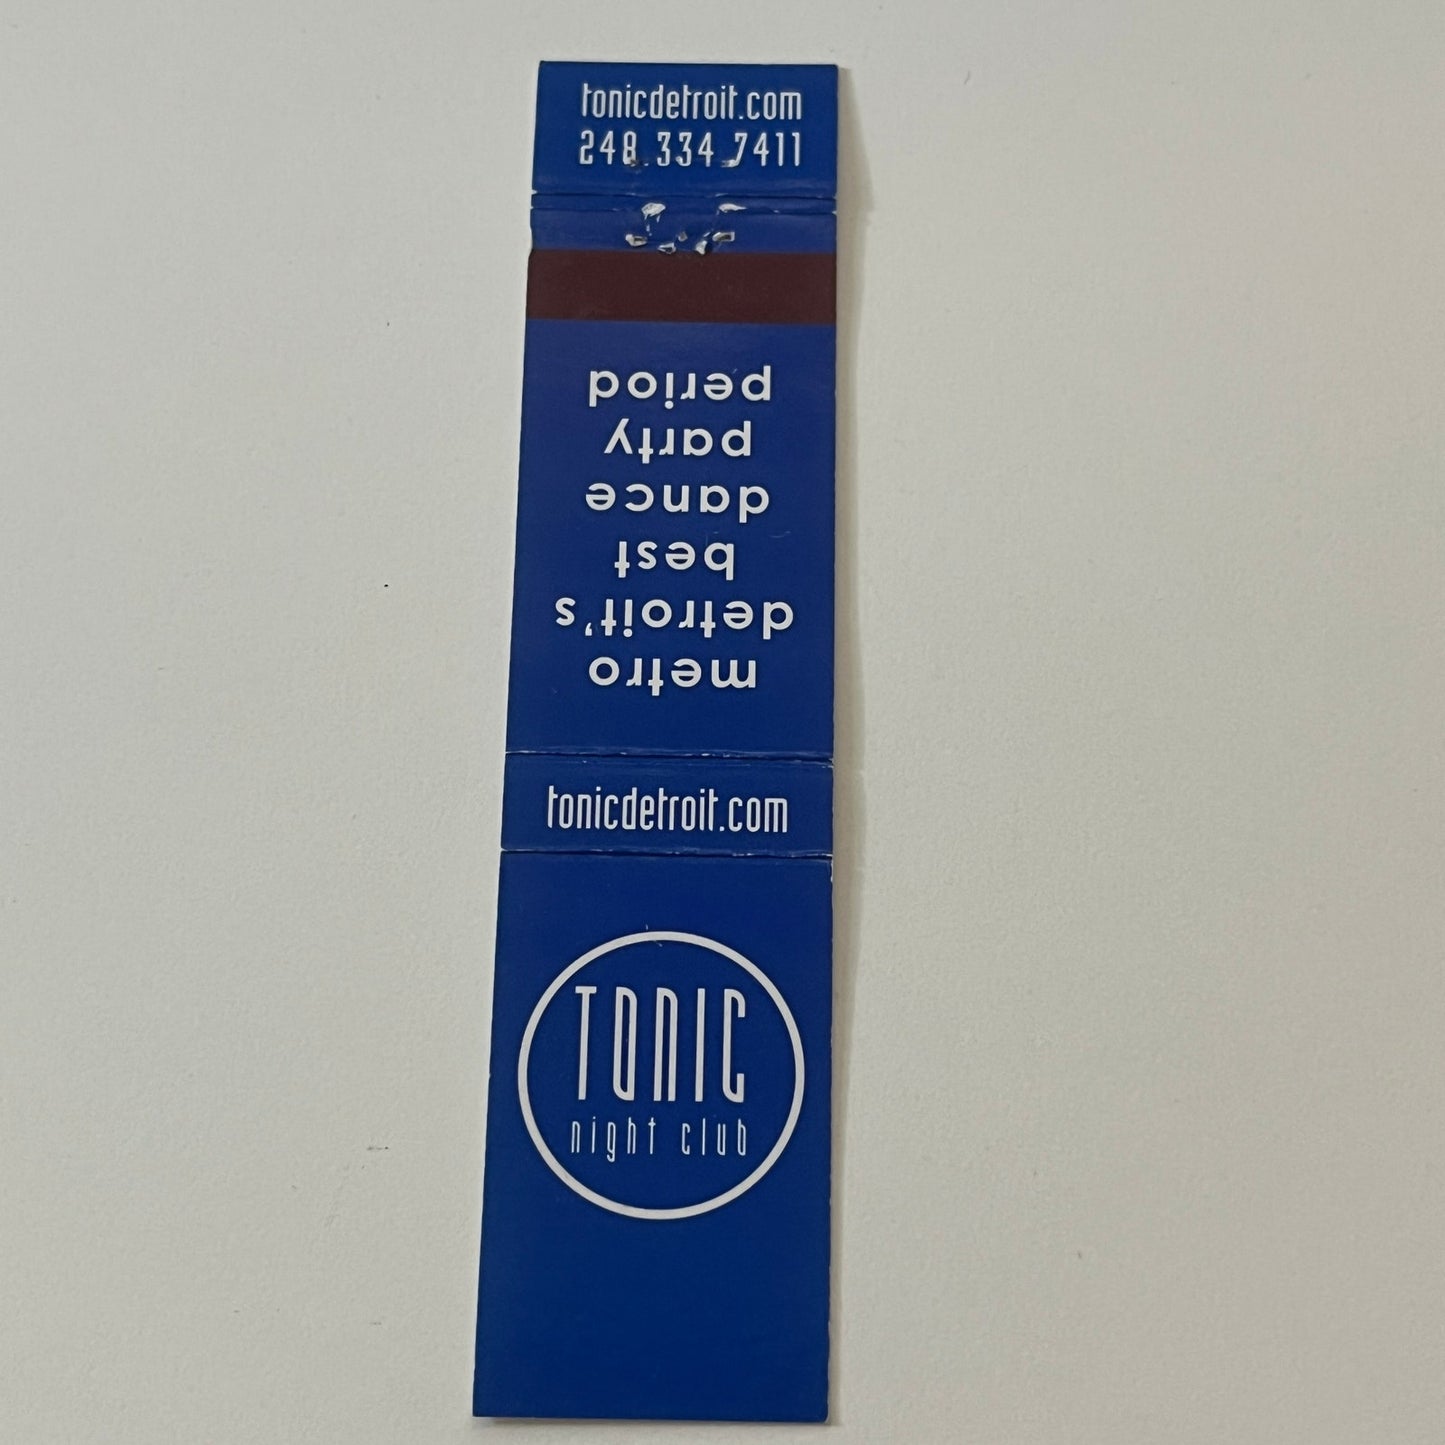 tonicdetroit.com
248.334.7411
metro
detroit's
best
dance
party
period
tonicdetroit.com
TONIC
night club